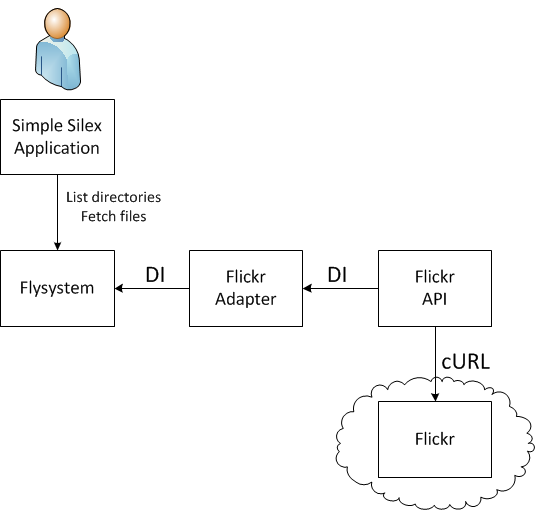 Simple Silex
Application
List directories
Fetch files
Flysystem
DI
Flickr
Adapter
DI
Flickr
API
cURL
Flickr